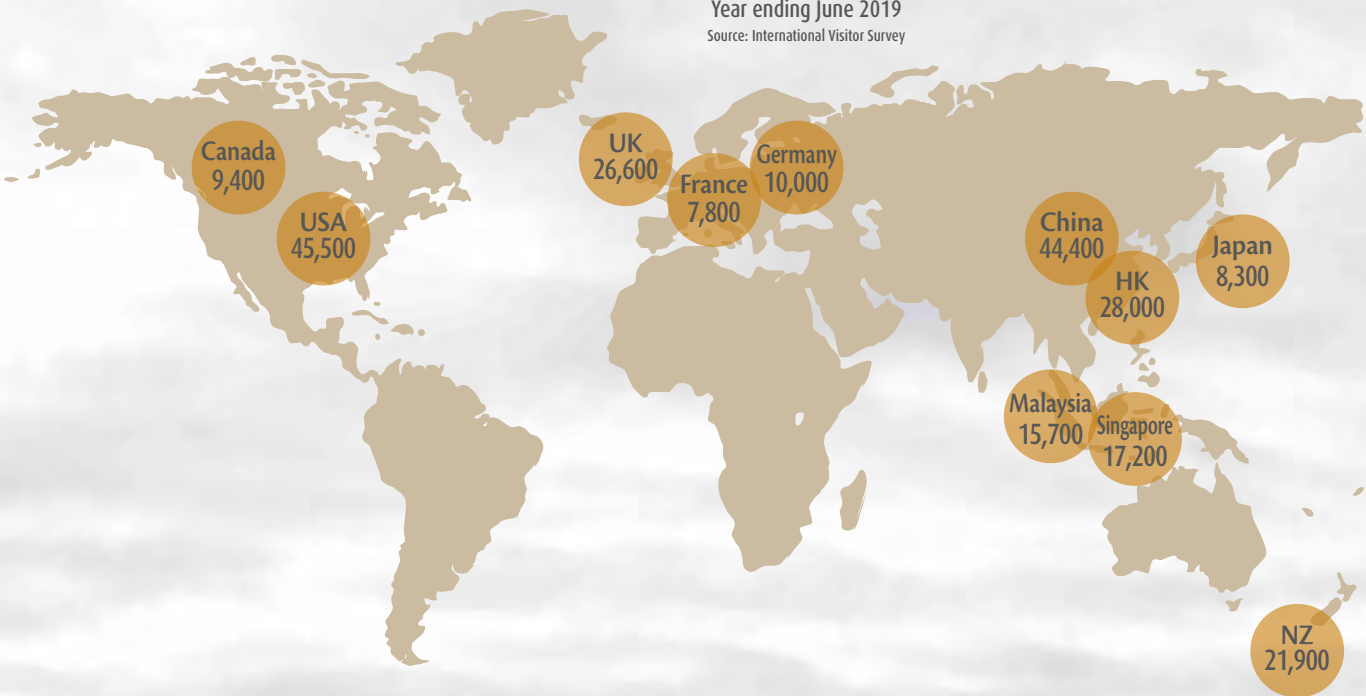 Year ending June 2019
Source: International Visitor Survey
Canada
9,400
USA
45,500
UK
26,600
France
7,800
Germany
10,000
China
44,400
HK
28,000
Japan
8,300
Malaysia
15,700
Singapore
17,200
NZ
21,900